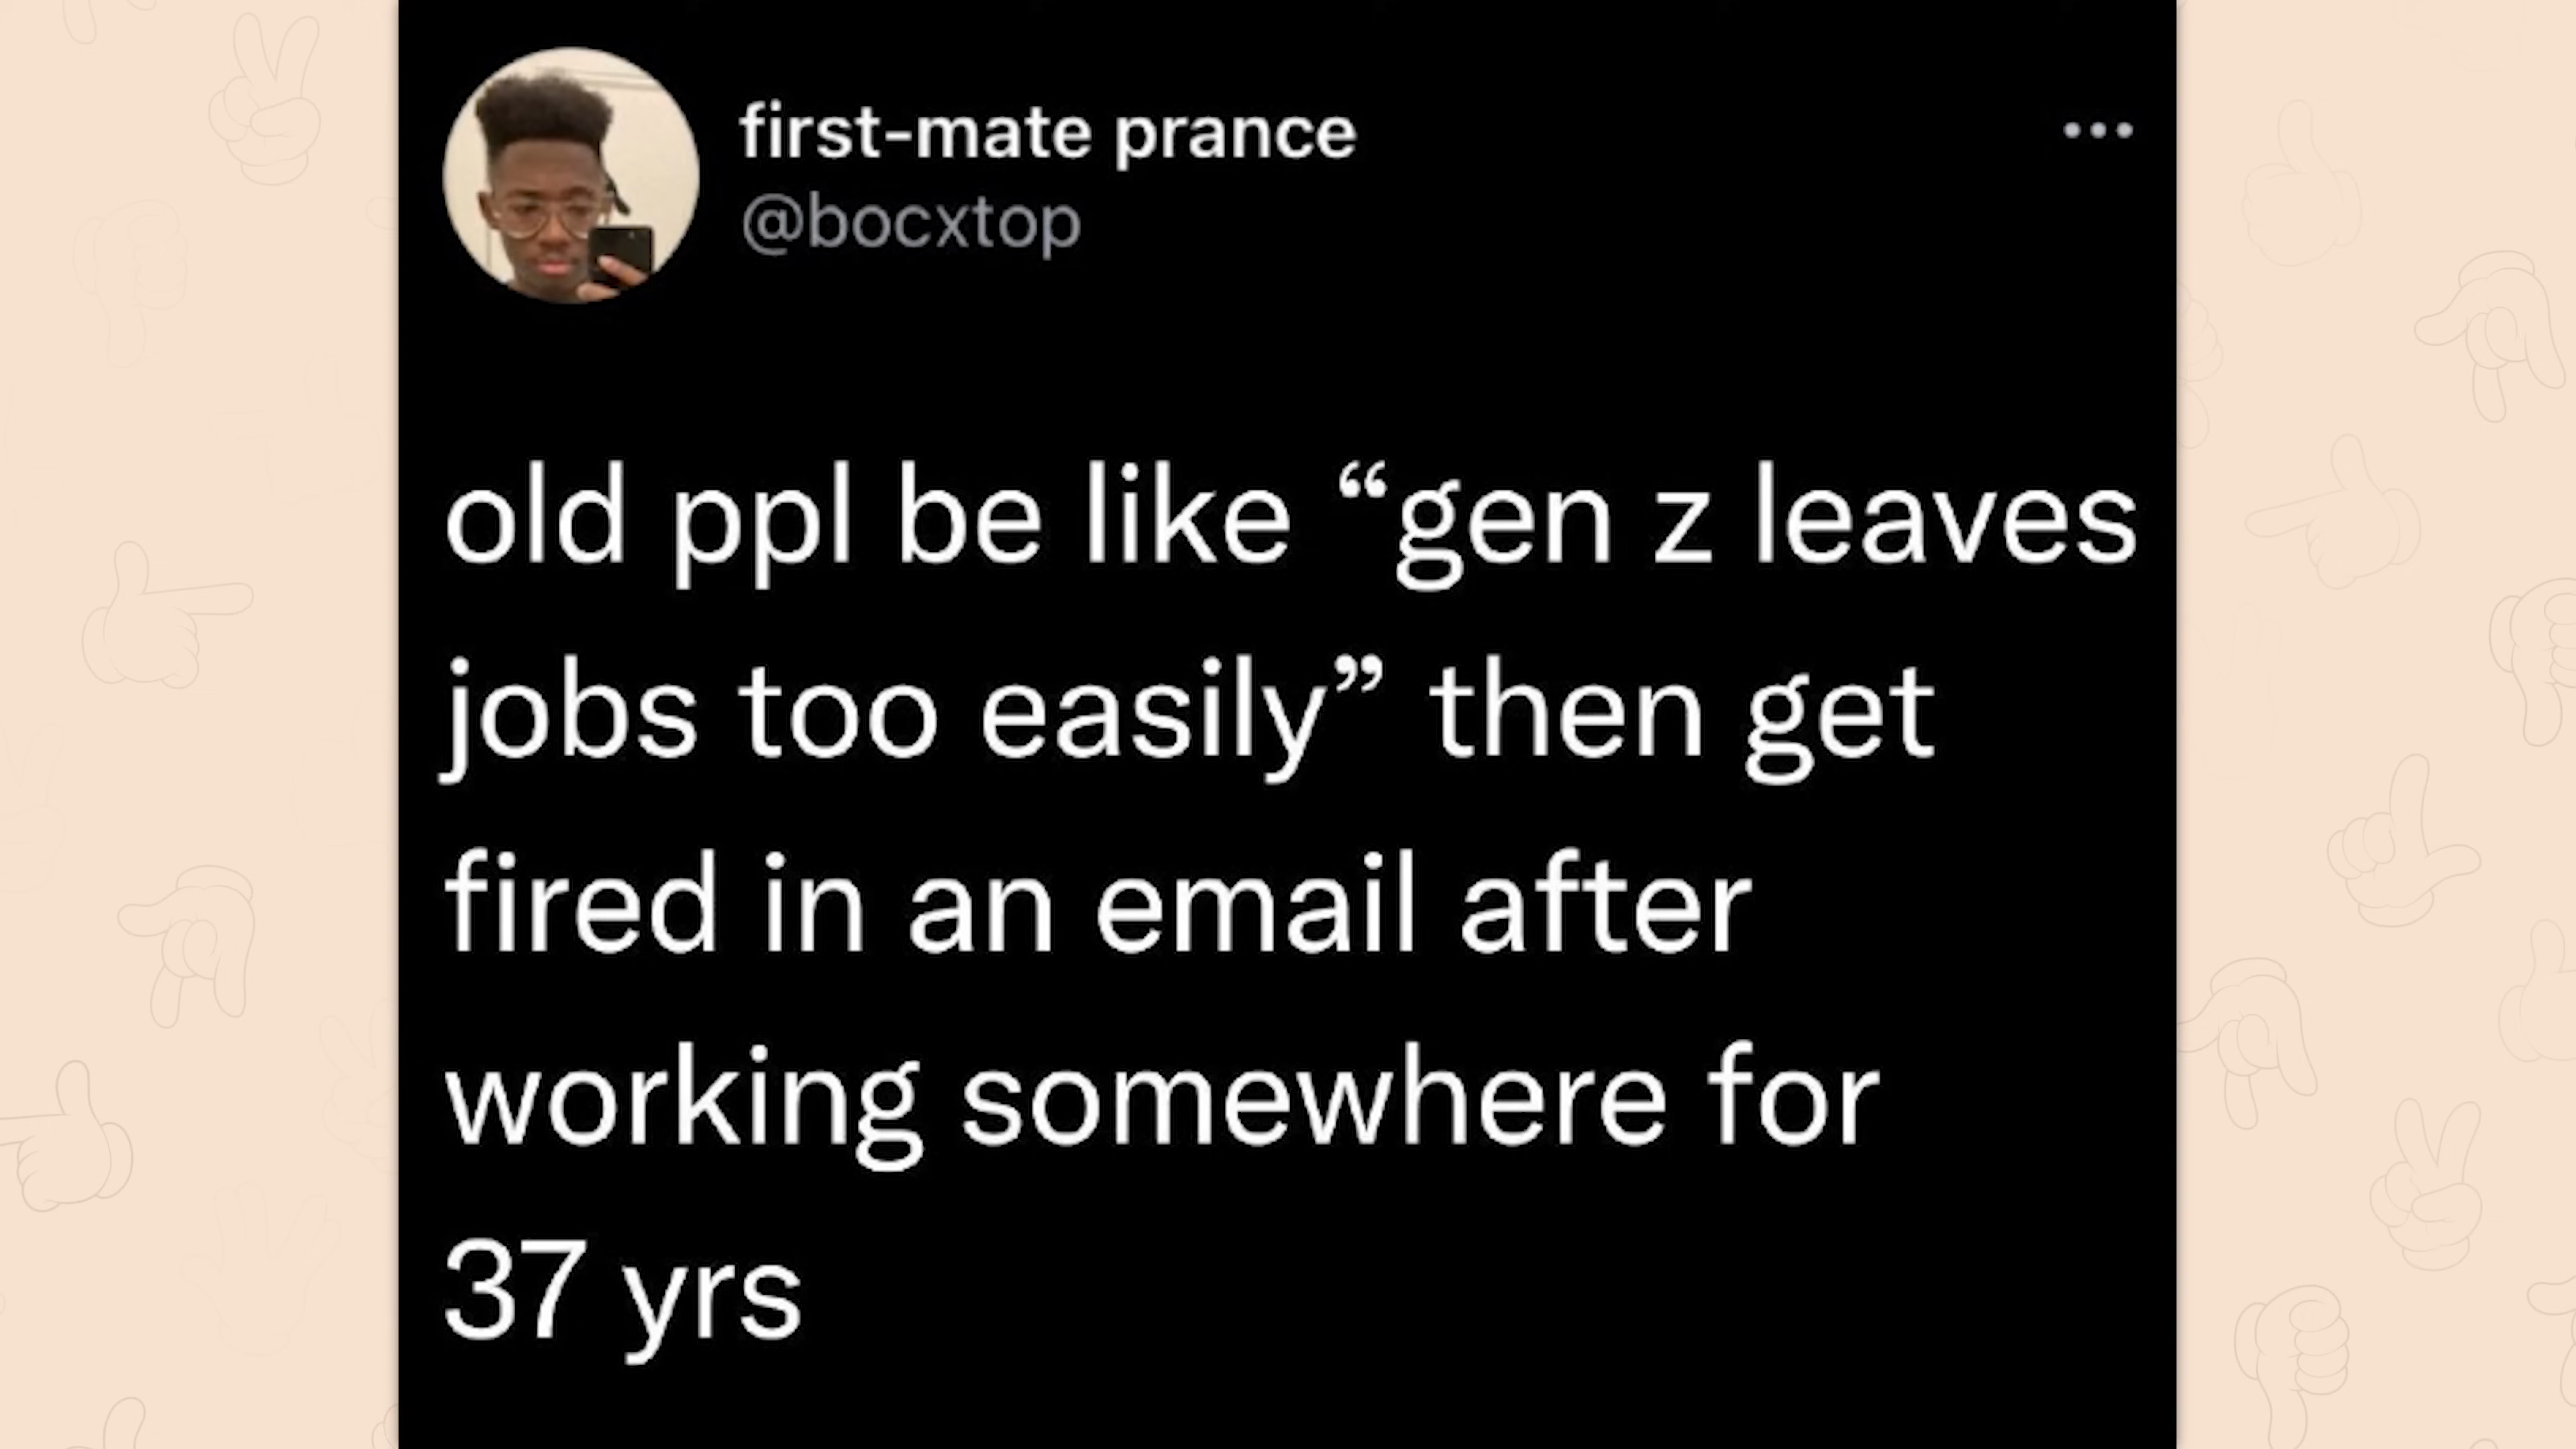 first-mate prance
@bocxtop
old ppl be like “gen z leaves
jobs too easily” then get
fired in an email after
working somewhere for
37 yrs